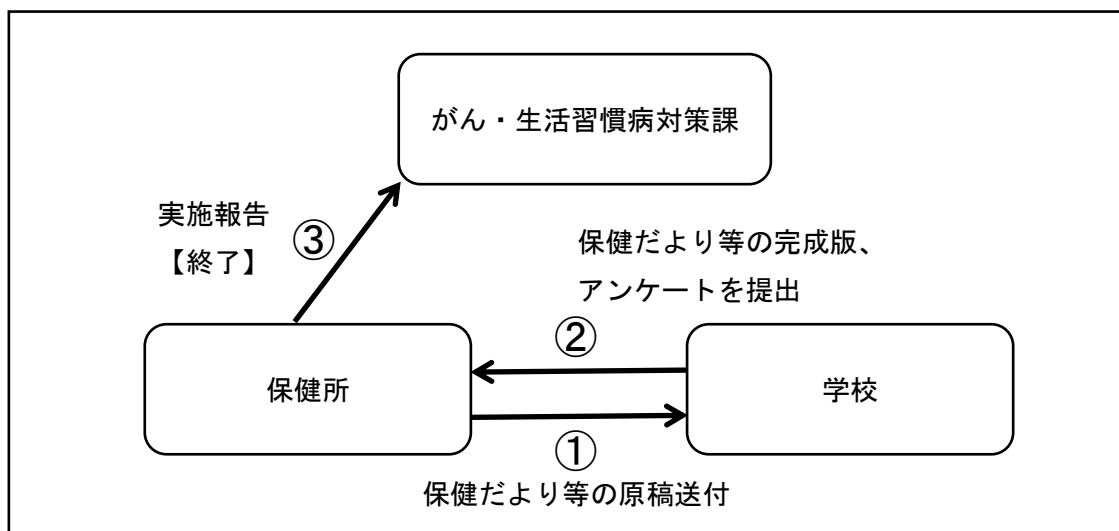 がん・生活習慣病対策課
実施報告
【終了】
③
保健だより等の完成版、
アンケートを提出
②
保健所
学校
①
保健だより等の原稿送付